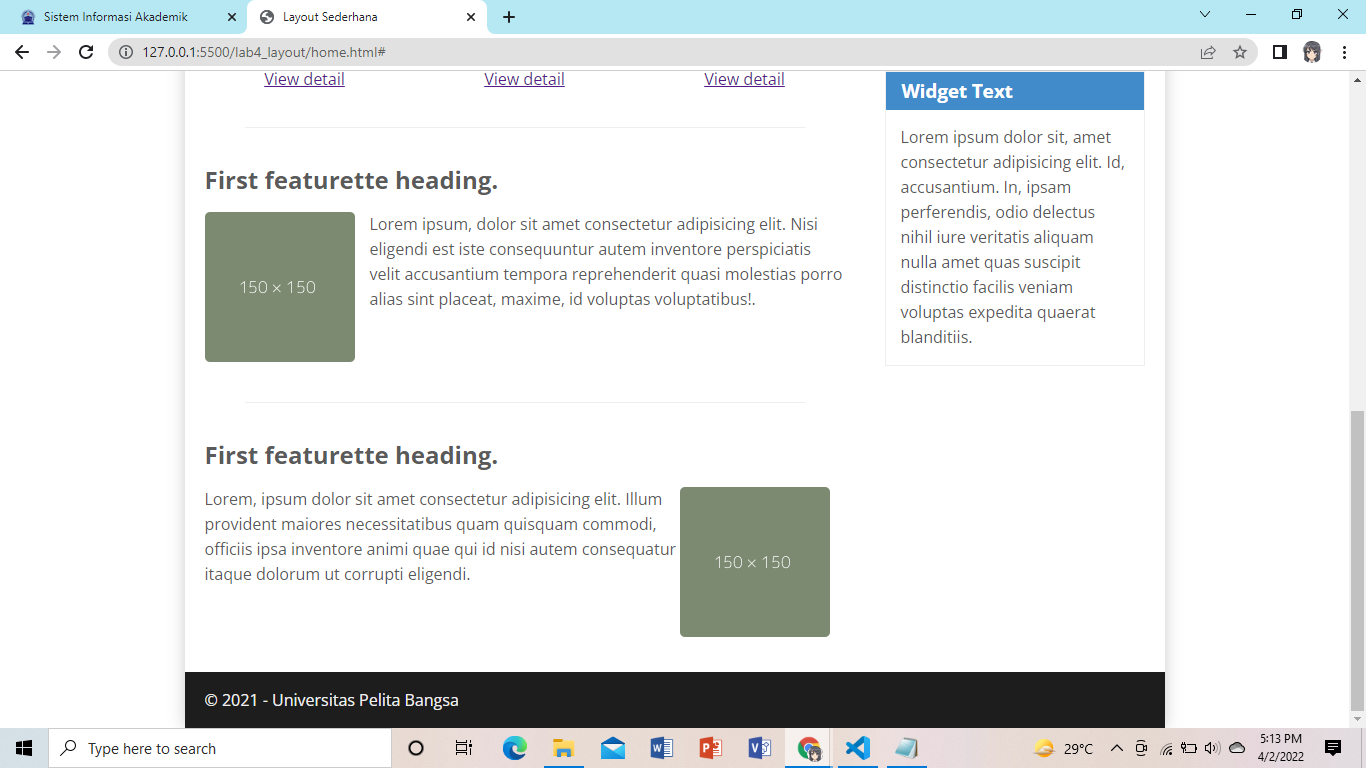 Sistem Informasi Akademik
Layout Sederhana
127.0.0.1:5500/lab4_layout/home.html#
View detail View detail View detail
First featurette heading.
150 × 150
Lorem ipsum, dolor sit amet consectetur adipisicing elit. Nisi
eligendi est iste consequuntur autem inventore perspiciatis
velit accusantium tempora reprehenderit quasi molestias porro
alias sint placeat, maxime, id voluptas voluptatibus!.
First featurette heading.
Lorem, ipsum dolor sit amet consectetur adipisicing elit. Illum
provident maiores necessitatibus quam quisquam commodi,
officiis ipsa inventore animi quae qui id nisi autem consequatur
itaque dolorum ut corrupti eligendi.
150 × 150
Widget Text
Lorem ipsum dolor sit, amet
consectetur adipisicing elit. Id,
accusantium. In, ipsam
perferendis, odio delectus
nihil iure veritatis aliquam
nulla amet quas suscipit
distinctio facilis veniam
voluptas expedita quaerat
blanditiis.
© 2021 - Universitas Pelita Bangsa
Type here to search
29°C
5:13 PM
4/2/2022